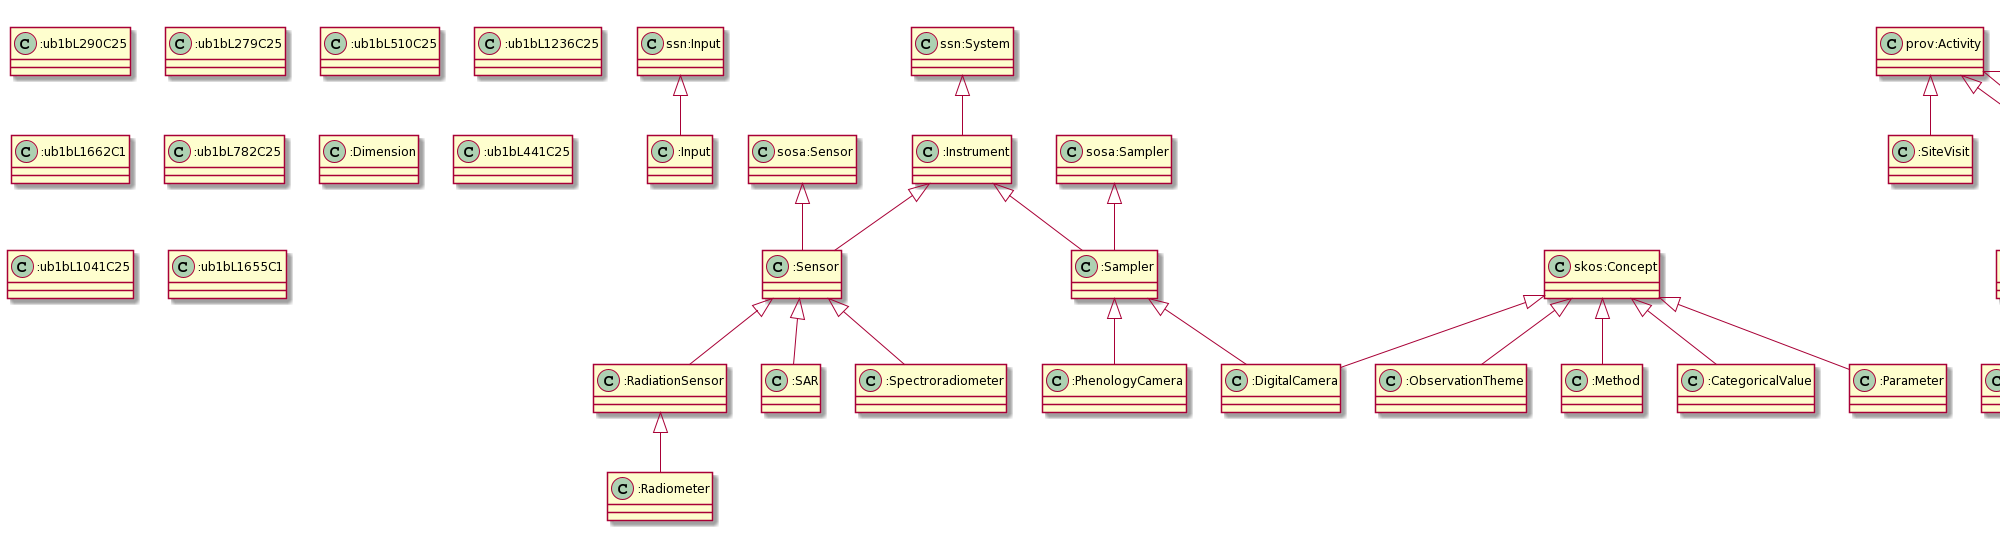 C :ub1bL290C25
C :ub1bL279C25
C :ub1bL510C25
C :ub1bL1236C25
C ssn:Input
C ssn:System
C prov:Activity
C :ub1bL1662C1
C :ub1bL782C25
C :Dimension
C :ub1bL441C25
C :Input
C sosa:Sensor
C :Instrument
C sosa:Sampler
C :SiteVisit
C :ub1bL1041C25
C :ub1bL1655C1
C :Sensor
C :Sampler
C skos:Concept
C :RadiationSensor
C :SAR
C :Spectroradiometer
C :PhenologyCamera
C :DigitalCamera
C :ObservationTheme
C :Method
C :CategoricalValue
C :Parameter
C
C :Radiometer